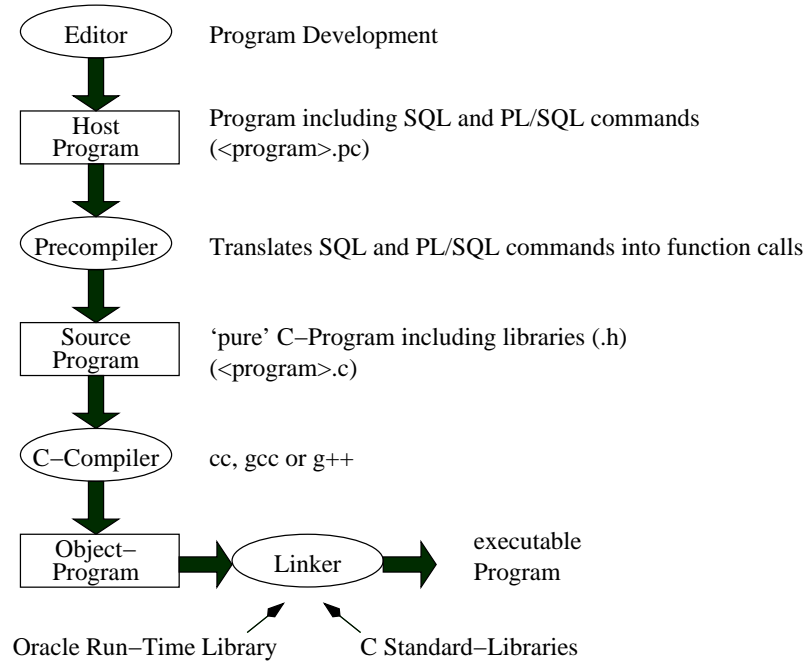 Editor
Program Development
Host
Program
Program including SQL and PL/SQL commands
(<program>.pc)
Precompiler
Translates SQL and PL/SQL commands into function calls
Source
Program
‘pure’ C−Program including libraries (.h)
(<program>.c)
C−Compiler
cc, gcc or g++
Object−
Program
Linker
executable
Program
Oracle Run−Time Library
C Standard−Libraries